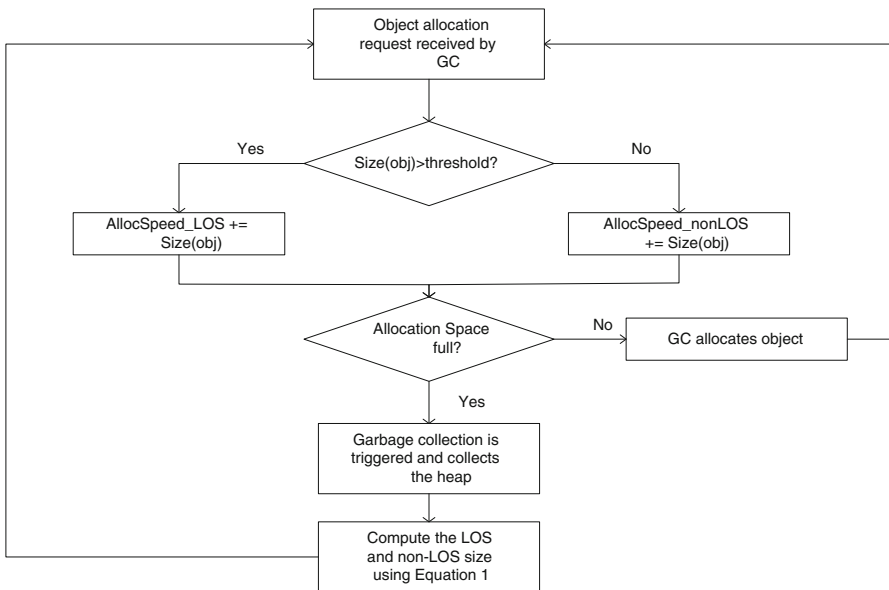 Object allocation
request received by
GC
Yes
Size(obj)>threshold?
No
AllocSpeed_LOS +=
Size(obj)
AllocSpeed_nonLOS
+= Size(obj)
Allocation Space
full?
No
GC allocates object
Yes
Garbage collection is
triggered and collects
the heap
Compute the LOS
and non-LOS size
using Equation 1